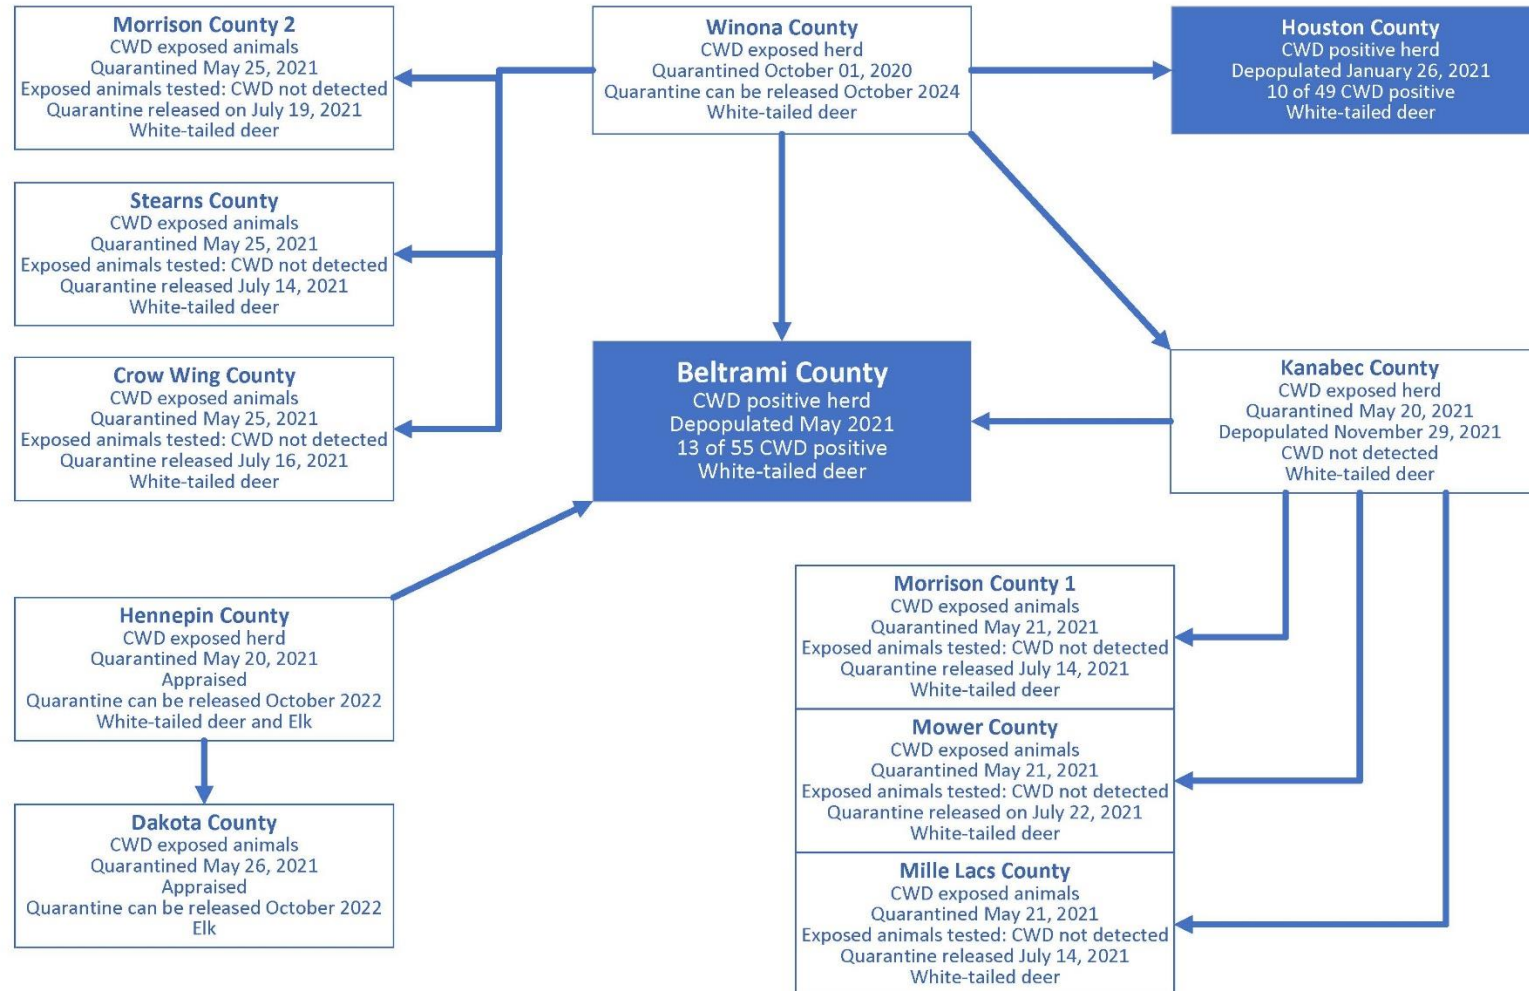 Morrison County 2
CWD exposed animals
Quarantined May 25, 2021
Exposed animals tested: CWD not detected
Quarantine released on July 19, 2021
White-tailed deer
Winona County
CWD exposed herd
Quarantined October 01, 2020
Quarantine can be released October 2024
White-tailed deer
Houston County
CWD positive herd
Depopulated January 26, 2021
10 of 49 CWD positive
White-tailed deer
Stearns County
CWD exposed animals
Quarantined May 25, 2021
Exposed animals tested: CWD not detected
Quarantine released July 14, 2021
White-tailed deer
Crow Wing County
CWD exposed animals
Quarantined May 25, 2021
Exposed animals tested: CWD not detected
Quarantine released July 16, 2021
White-tailed deer
Beltrami County
CWD positive herd
Depopulated May 2021
13 of 55 CWD positive
White-tailed deer
Kanabec County
CWD exposed herd
Quarantined May 20, 2021
Depopulated November 29, 2021
CWD not detected
White-tailed deer
Hennepin County
CWD exposed herd
Quarantined May 20, 2021
Appraised
Quarantine can be released October 2022
White-tailed deer and Elk
Morrison County 1
CWD exposed animals
Quarantined May 21, 2021
Exposed animals tested: CWD not detected
Quarantine released July 14, 2021
White-tailed deer
Mower County
CWD exposed animals
Quarantined May 21, 2021
Exposed animals tested: CWD not detected
Quarantine released on July 22, 2021
White-tailed deer
Dakota County
CWD exposed animals
Quarantined May 26, 2021
Appraised
Quarantine can be released October 2022
Elk
Mille Lacs County
CWD exposed animals
Quarantined May 21, 2021
Exposed animals tested: CWD not detected
Quarantine released July 14, 2021
White-tailed deer